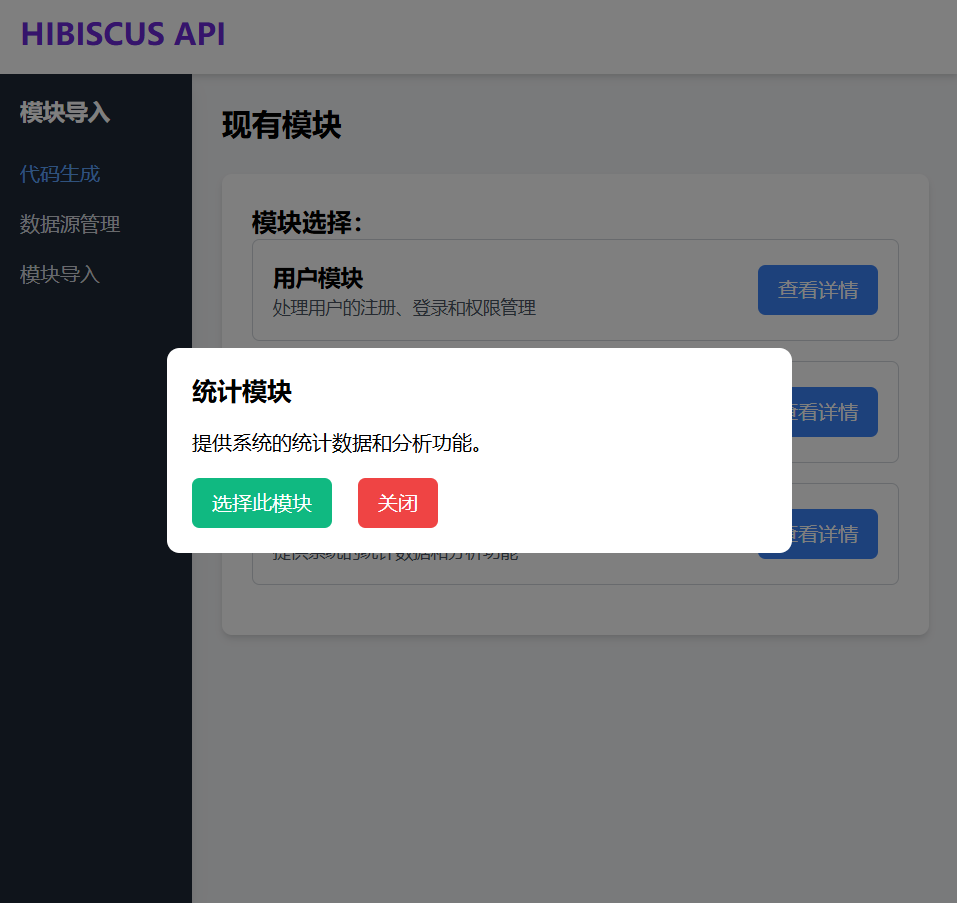 HIBISCUS API
模块导入
代码生成
数据源管理
模块导入
现有模块
模块选择：
用户模块
处理用户的注册、登录和权限管理
查看详情
查看详情
统计模块
提供系统的统计数据和分析功能。
选择此模块
关闭
提供系统的统计数据和分析功能
查看详情